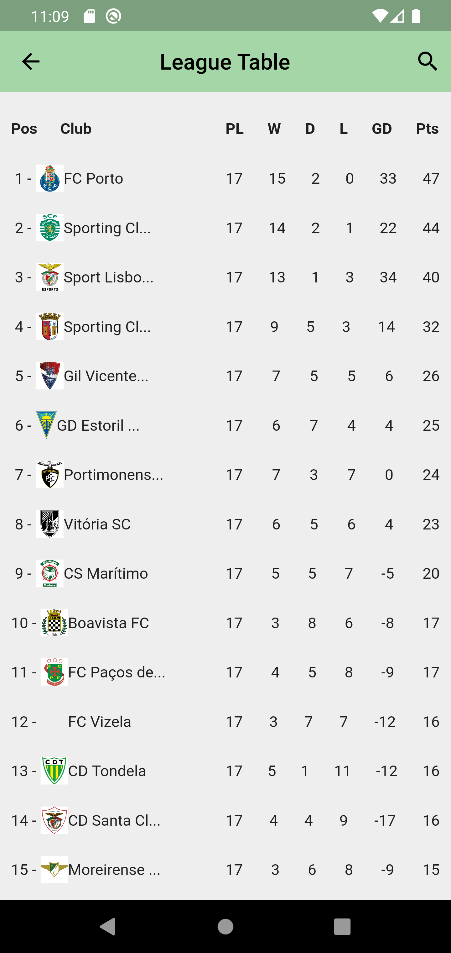 11:09
League Table
Pos Club PL W D L GD Pts
1 - FC Porto 17 15 2 0 33 47
2 - Sporting Cl... 17 14 2 1 22 44
3 - Sport Lisbo... 17 13 1 3 34 40
4 - Sporting Cl... 17 9 5 3 14 32
5 - Gil Vicente... 17 7 5 5 6 26
6 - GD Estoril ... 17 6 7 4 4 25
7 - Portimonens... 17 7 3 7 0 24
8 - Vitória SC 17 6 5 6 4 23
9 - CS Marítimo 17 5 5 7 -5 20
10 - Boavista FC 17 3 8 6 -8 17
11 - FC Paços de... 17 4 5 8 -9 17
12 - FC Vizela 17 3 7 7 -12 16
13 - CD Tondela 17 5 1 11 -12 16
14 - CD Santa Cl... 17 4 4 9 -17 16
15 - Moreirense ... 17 3 6 8 -9 15